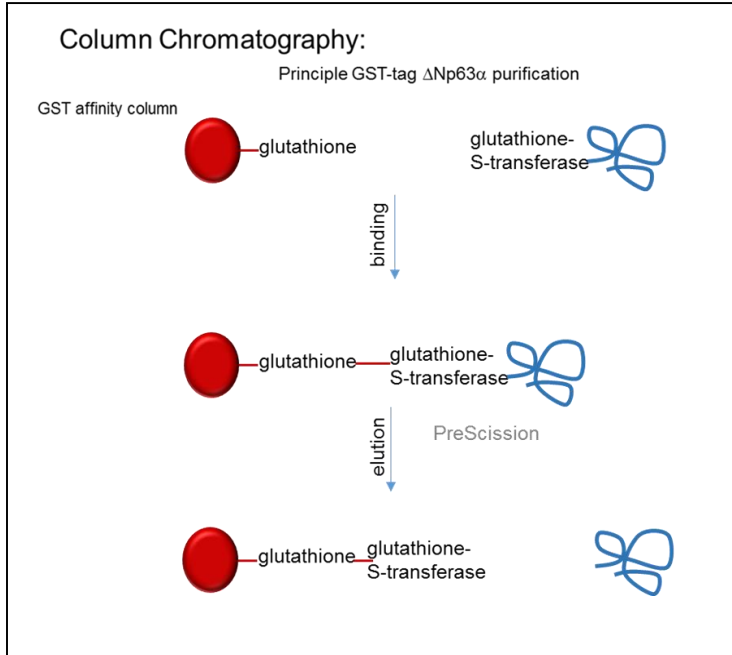 Column Chromatography:
Principle GST-tag ΔNp63α purification
GST affinity column
glutathione
glutathione-
S-transferase
binding
glutathione
glutathione-
S-transferase
elution
PreScission
glutathione
glutathione-
S-transferase